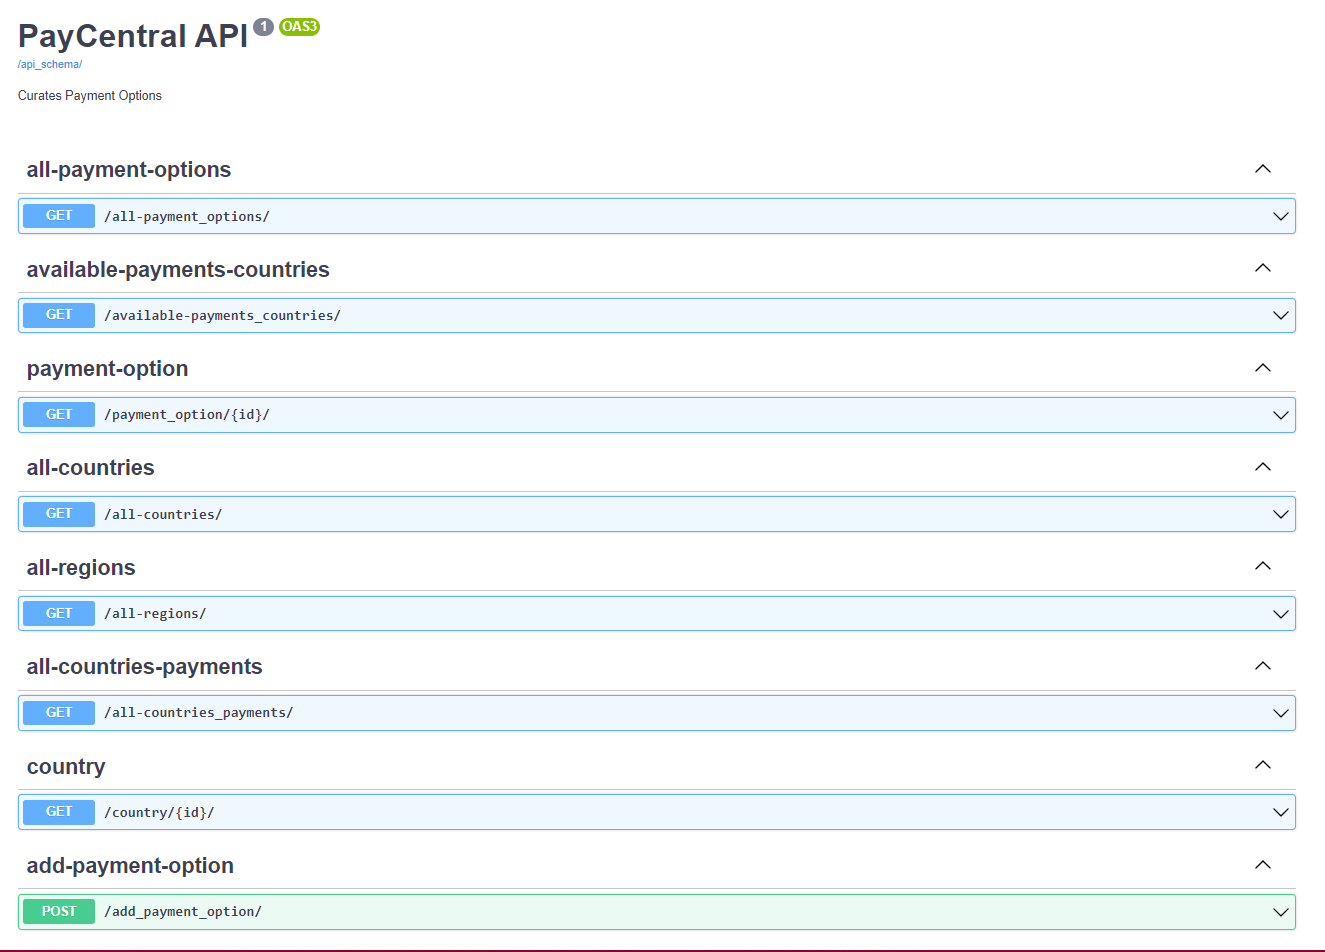 PayCentral API 1 OAS3
/api_schema/
Curates Payment Options
all-payment-options
GET /all-payment_options/
available-payments-countries
GET /available-payments_countries/
payment-option
GET /payment_option/{id}/
all-countries
GET /all-countries/
all-regions
GET /all-regions/
all-countries-payments
GET /all-countries_payments/
country
GET /country/{id}/
add-payment-option
POST /add_payment_option/